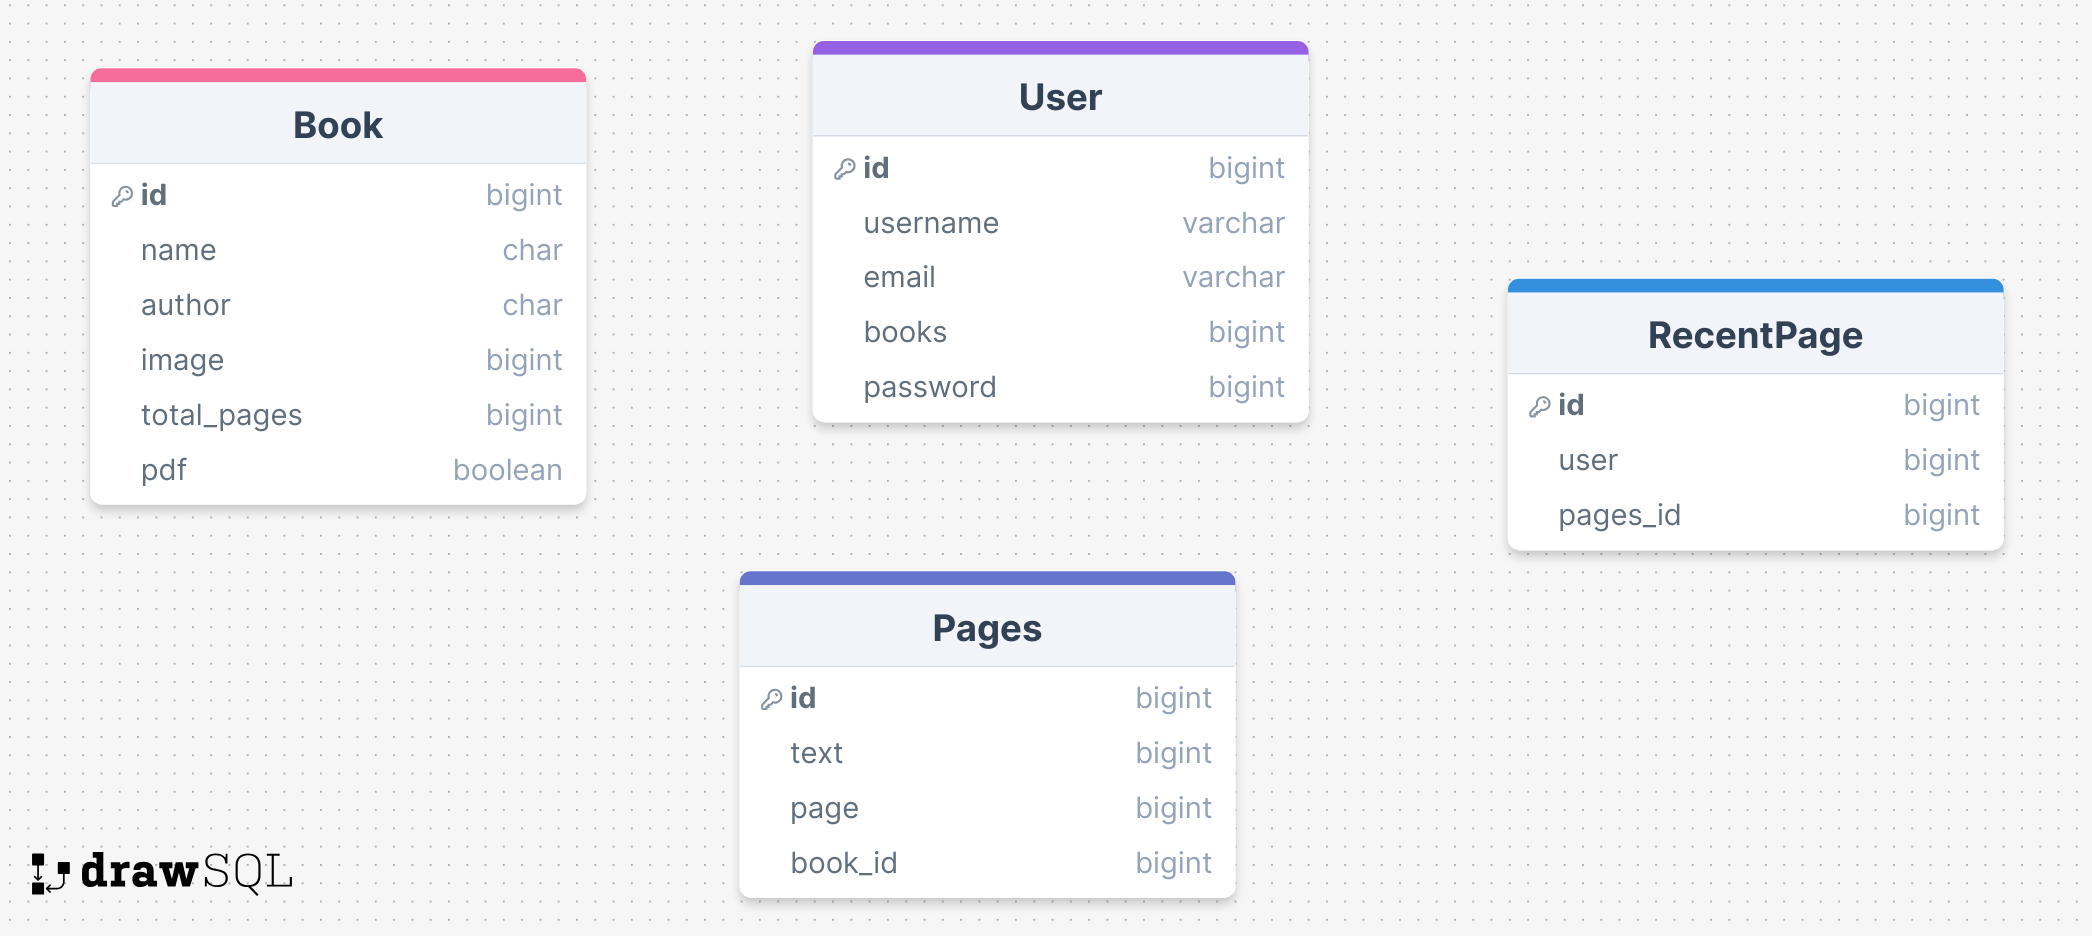 Book
id bigint
name char
author char
image bigint
total_pages bigint
pdf boolean
User
id bigint
username varchar
email varchar
books bigint
password bigint
RecentPage
id bigint
user bigint
pages_id bigint
Pages
id bigint
text bigint
page bigint
book_id bigint
drawSQL